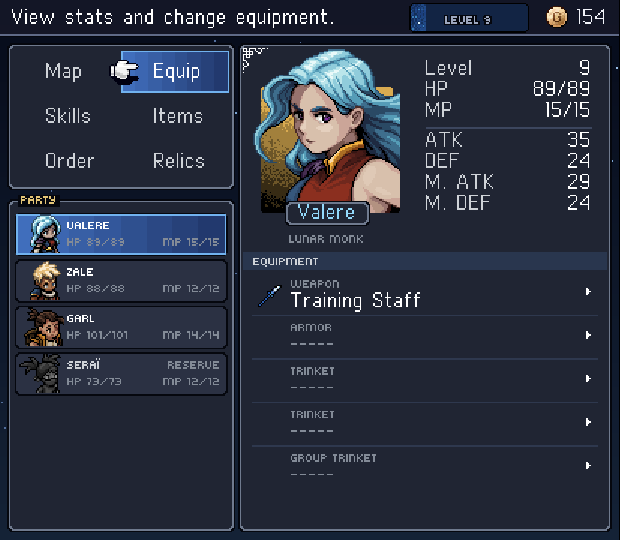 View stats and change equipment.
LEVEL 9
G 154
Map
Equip
Skills
Items
Order
Relics
PARTY
VALERE
HP 89/89 MP 15/15
ZALE
HP 88/88 MP 12/12
GARL
HP 101/101 MP 14/14
SERAÏ RESERVE
HP 73/73 MP 12/12
Valere
LUNAR MONK
Level 9
HP 89/89
MP 15/15
ATK 35
DEF 24
M. ATK 29
M. DEF 24
EQUIPMENT
WEAPON
Training Staff
ARMOR
-----
TRINKET
-----
TRINKET
-----
GROUP TRINKET
-----